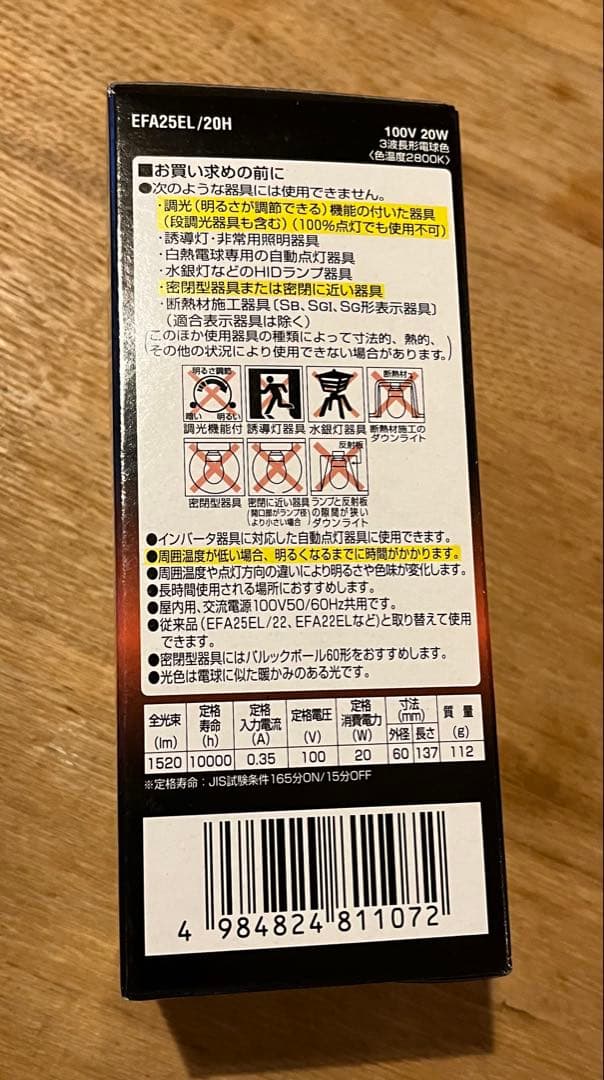 EFA25EL/20H
100V 20W
3波長形電球色
〈色温度2800K〉
■お買い求めの前に
●次のような器具には使用できません。
・調光(明るさが調節できる)機能の付いた器具
(段調光器具も含む)(100%点灯でも使用不可)
・誘導灯・非常用照明器具
・白熱電球専用の自動点灯器具
・水銀灯などのHIDランプ器具
・密閉型器具または密閉に近い器具
・断熱材施工器具〔SB、SGI、SG形表示器具〕
(適合表示器具は除く)
(このほか使用器具の種類によって寸法的、熱的、
その他の状況により使用できない場合があります。)
明るさ調節
暗い 明るい
調光機能付
誘導灯器具
水銀灯器具
断熱材
断熱材施工の
ダウンライト
密閉型器具
密閉に近い器具
(開口部がランプ径
より小さい場合)
反射板
ランプと反射板
の隙間が狭い
ダウンライト
●インバータ器具に対応した自動点灯器具に使用できます。
●周囲温度が低い場合、明るくなるまでに時間がかかります。
●周囲温度や点灯方向の違いにより明るさや色味が変化します。
●長時間使用される場所におすすめします。
●屋内用、交流電源100V50/60Hz共用です。
●従来品(EFA25EL/22、EFA22ELなど)と取り替えて使用
できます。
●密閉型器具にはパルックボール60形をおすすめします。
●光色は電球に似た暖かみのある光です。
全光束 (lm) 定格寿命 (h) 定格入力電流 (A) 定格電圧 (V) 定格消費電力 (W) 寸法 (mm) 外径 長さ 質量 (g)
1520 10000 0.35 100 20 60 137 112
※定格寿命：JIS試験条件165分ON/15分OFF
4 984824 811072